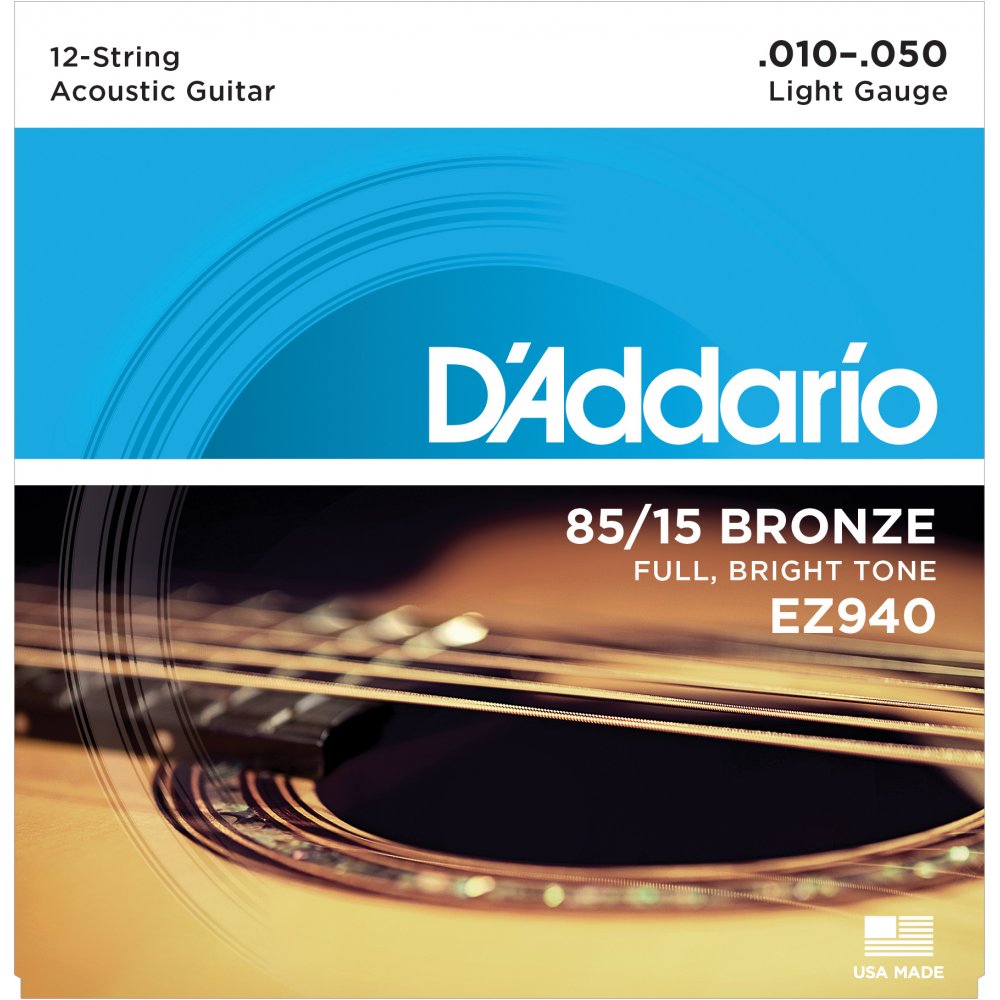 12-String
Acoustic Guitar
.010–.050
Light Gauge
D'Addario
85/15 BRONZE
FULL, BRIGHT TONE
EZ940
USA MADE